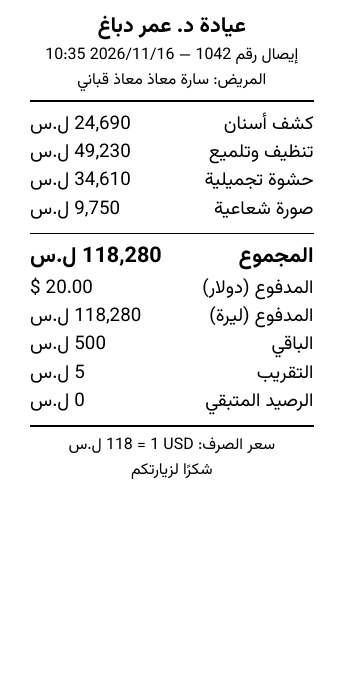 عيادة د. عمر دباغ
إيصال رقم 1042 — 2026/11/16 10:35
المريض: سارة معاذ معاذ قباني
كشف أسنان 24,690 ل.س
تنظيف وتلميع 49,230 ل.س
حشوة تجميلية 34,610 ل.س
صورة شعاعية 9,750 ل.س
المجموع 118,280 ل.س
المدفوع (دولار) 20.00 $
المدفوع (ليرة) 118,280 ل.س
الباقي 500 ل.س
التقريب 5 ل.س
الرصيد المتبقي 0 ل.س
سعر الصرف: 1 USD = 118 ل.س
شكرًا لزيارتكم